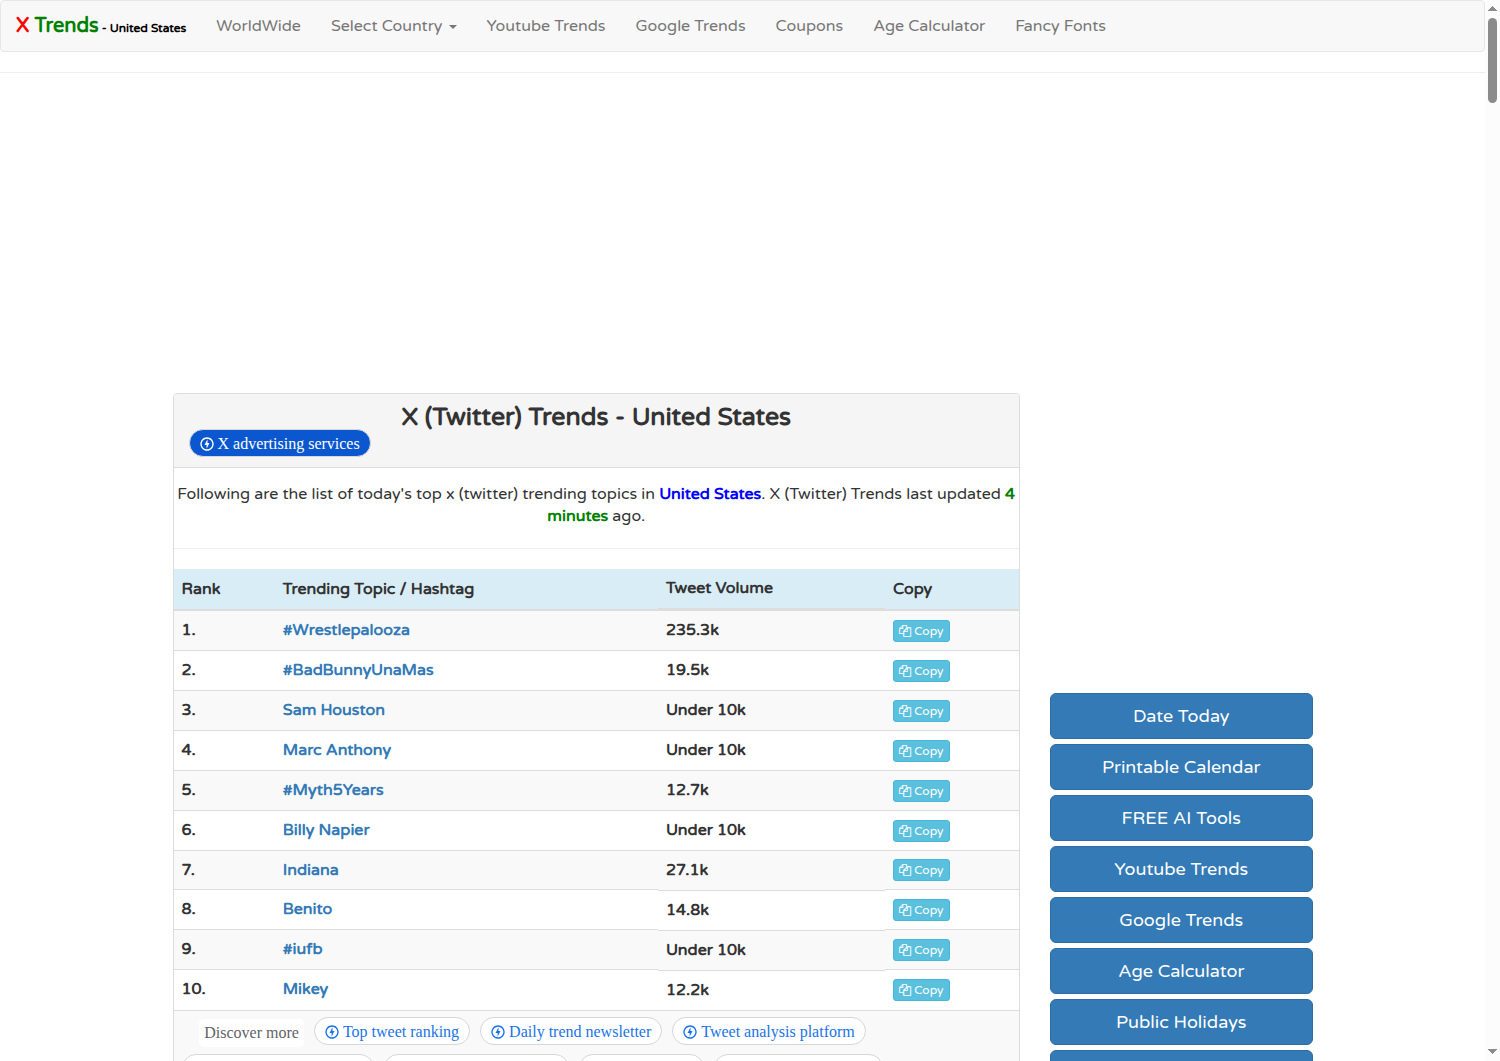 X Trends - United States WorldWide Select Country Youtube Trends Google Trends Coupons Age Calculator Fancy Fonts
X (Twitter) Trends - United States
X advertising services
Following are the list of today's top x (twitter) trending topics in United States. X (Twitter) Trends last updated 4
minutes ago.
Rank Trending Topic / Hashtag Tweet Volume Copy
1. #Wrestlepalooza 235.3k Copy
2. #BadBunnyUnaMas 19.5k Copy
3. Sam Houston Under 10k Copy
4. Marc Anthony Under 10k Copy
5. #Myth5Years 12.7k Copy
6. Billy Napier Under 10k Copy
7. Indiana 27.1k Copy
8. Benito 14.8k Copy
9. #iufb Under 10k Copy
10. Mikey 12.2k Copy
Discover more Top tweet ranking Daily trend newsletter Tweet analysis platform
Date Today
Printable Calendar
FREE AI Tools
Youtube Trends
Google Trends
Age Calculator
Public Holidays